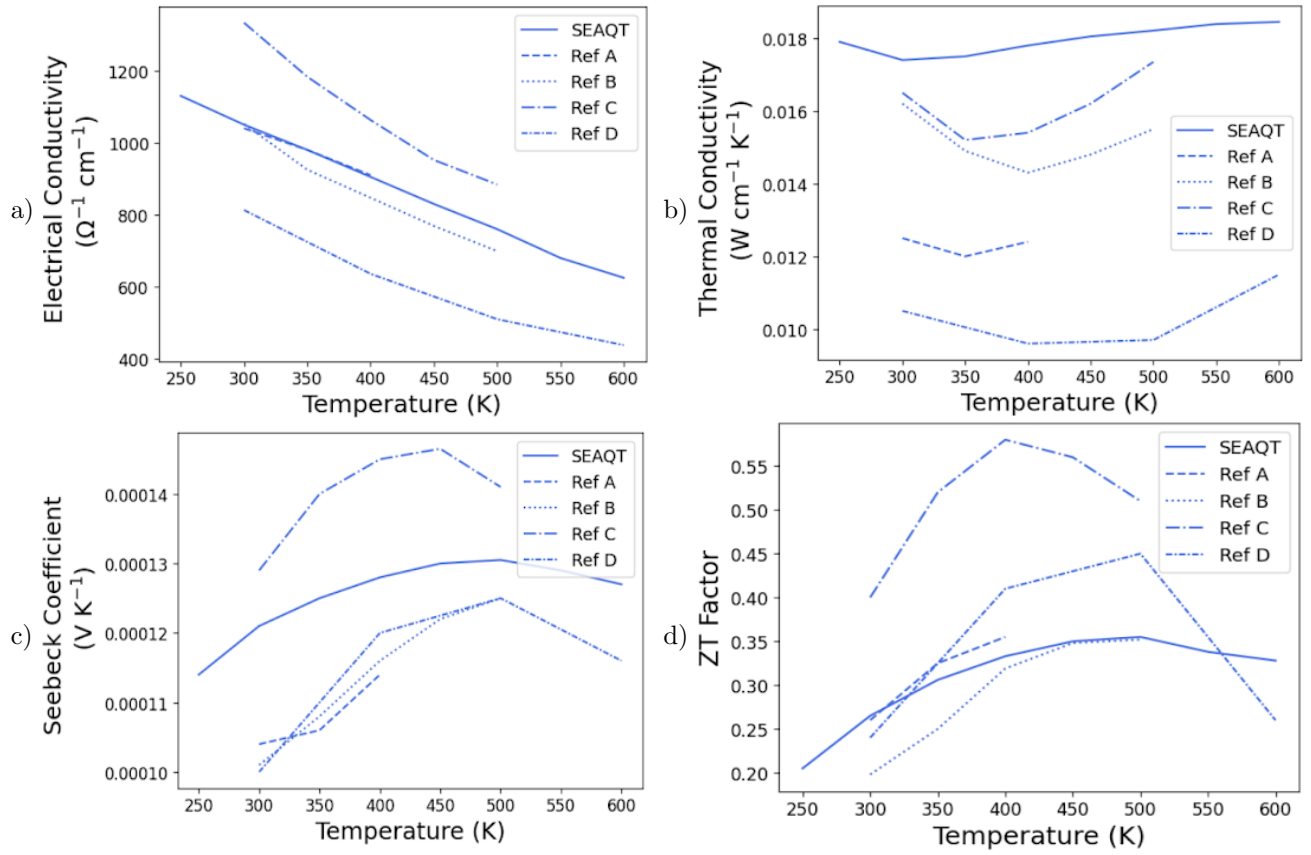 a)
Electrical Conductivity
(Ω⁻¹ cm⁻¹)
1200
1000
800
600
400
250 300 350 400 450 500 550 600
Temperature (K)
SEAQT
Ref A
Ref B
Ref C
Ref D
b)
Thermal Conductivity
(W cm⁻¹ K⁻¹)
0.018
0.016
0.014
0.012
0.010
250 300 350 400 450 500 550 600
Temperature (K)
SEAQT
Ref A
Ref B
Ref C
Ref D
c)
Seebeck Coefficient
(V K⁻¹)
0.00014
0.00013
0.00012
0.00011
0.00010
250 300 350 400 450 500 550 600
Temperature (K)
SEAQT
Ref A
Ref B
Ref C
Ref D
d)
ZT Factor
0.55
0.50
0.45
0.40
0.35
0.30
0.25
0.20
250 300 350 400 450 500 550 600
Temperature (K)
SEAQT
Ref A
Ref B
Ref C
Ref D